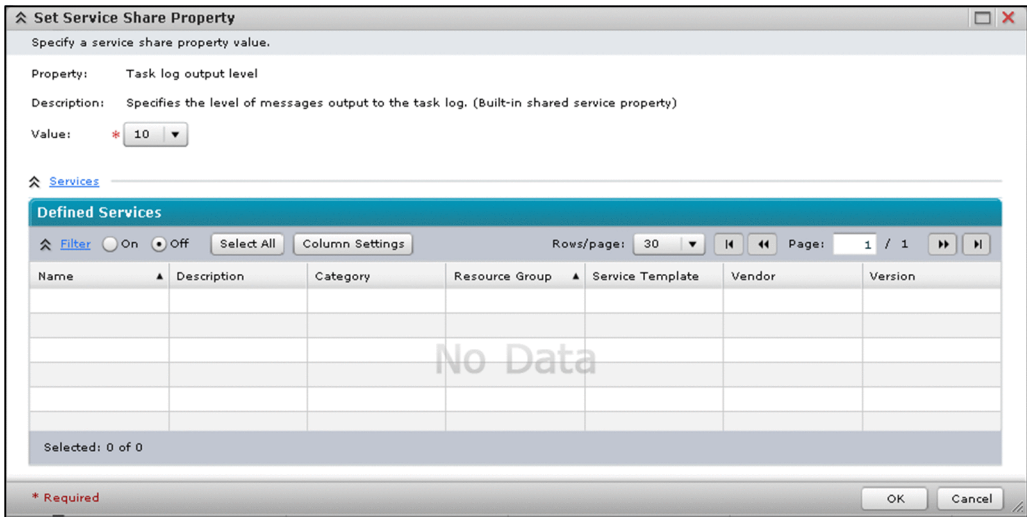 Set Service Share Property
Specify a service share property value.
Property: Task log output level
Description: Specifies the level of messages output to the task log. (Built-in shared service property)
Value: * 10
Services
Defined Services
Filter On Off Select All Column Settings Rows/page: 30 Page: 1 / 1
Name Description Category Resource Group Service Template Vendor Version
No Data
Selected: 0 of 0
* Required OK Cancel